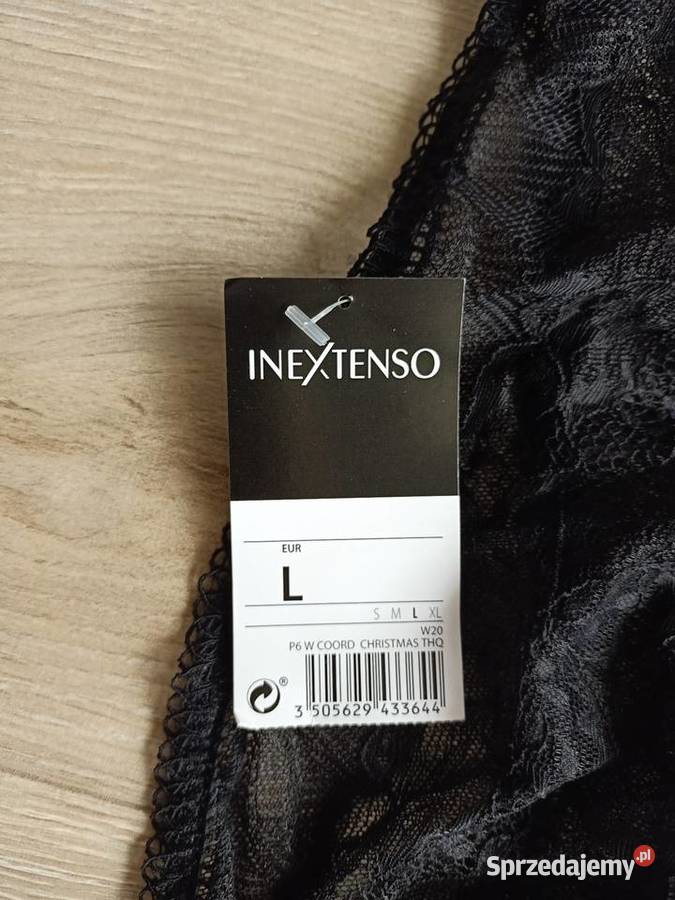 INEXTENSO
EUR
L
S M L XL
W20
P6 W COORD CHRISTMAS THQ
®
3 505629 433644
Sprzedajemy.pl